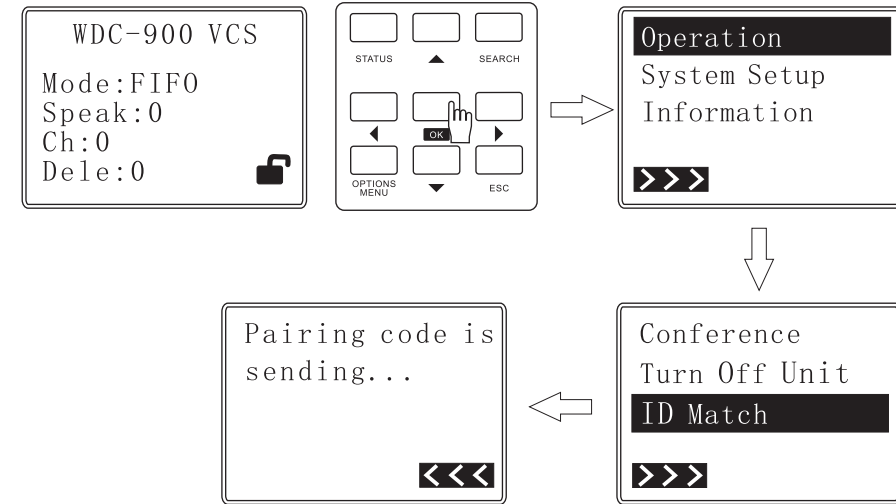 WDC-900 VCS
Mode:FIFO
Speak:0
Ch:0
Dele:0
STATUS
SEARCH
OK
OPTIONS
MENU
ESC
Operation
System Setup
Information
>>>
Conference
Turn Off Unit
ID Match
>>>
Pairing code is
sending...
<<<